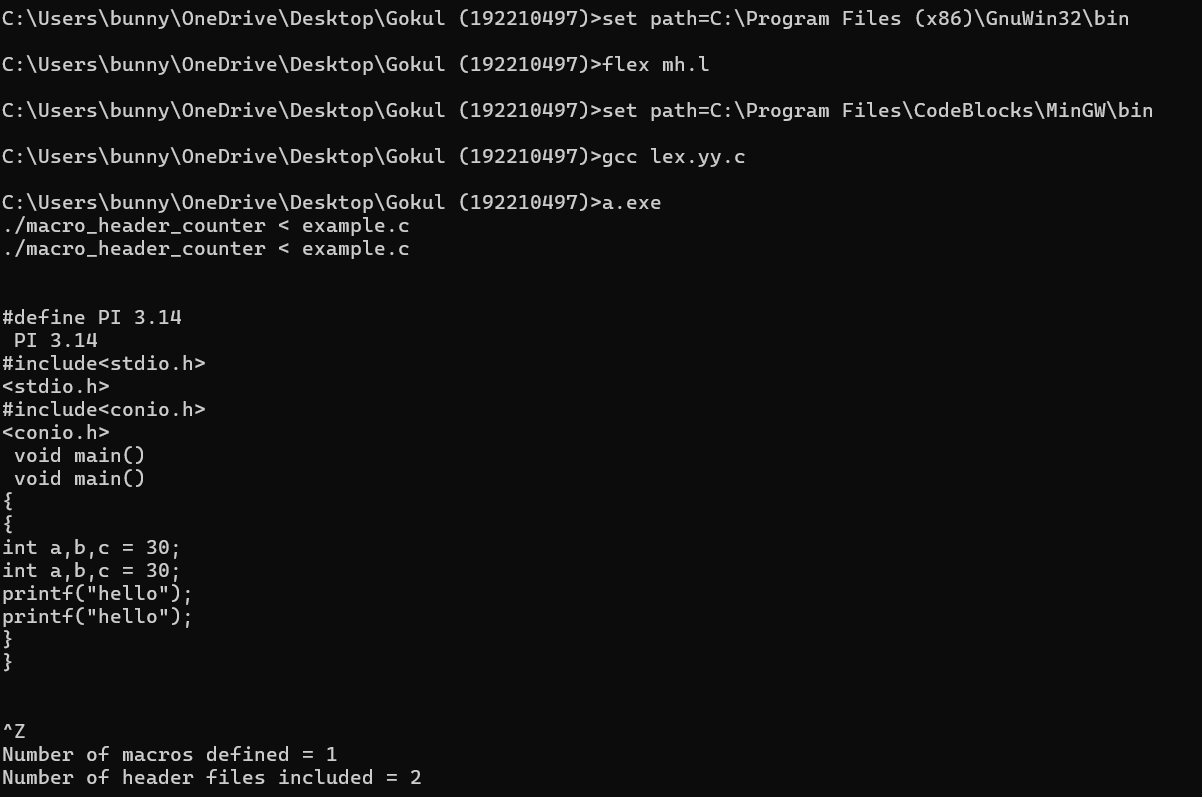 C:\Users\bunny\OneDrive\Desktop\Gokul (192210497)>set path=C:\Program Files (x86)\GnuWin32\bin
C:\Users\bunny\OneDrive\Desktop\Gokul (192210497)>flex mh.l
C:\Users\bunny\OneDrive\Desktop\Gokul (192210497)>set path=C:\Program Files\CodeBlocks\MinGW\bin
C:\Users\bunny\OneDrive\Desktop\Gokul (192210497)>gcc lex.yy.c
C:\Users\bunny\OneDrive\Desktop\Gokul (192210497)>a.exe
./macro_header_counter < example.c
./macro_header_counter < example.c
#define PI 3.14
 PI 3.14
#include<stdio.h>
<stdio.h>
#include<conio.h>
<conio.h>
 void main()
 void main()
{
{
int a,b,c = 30;
int a,b,c = 30;
printf("hello");
printf("hello");
}
}
^Z
Number of macros defined = 1
Number of header files included = 2